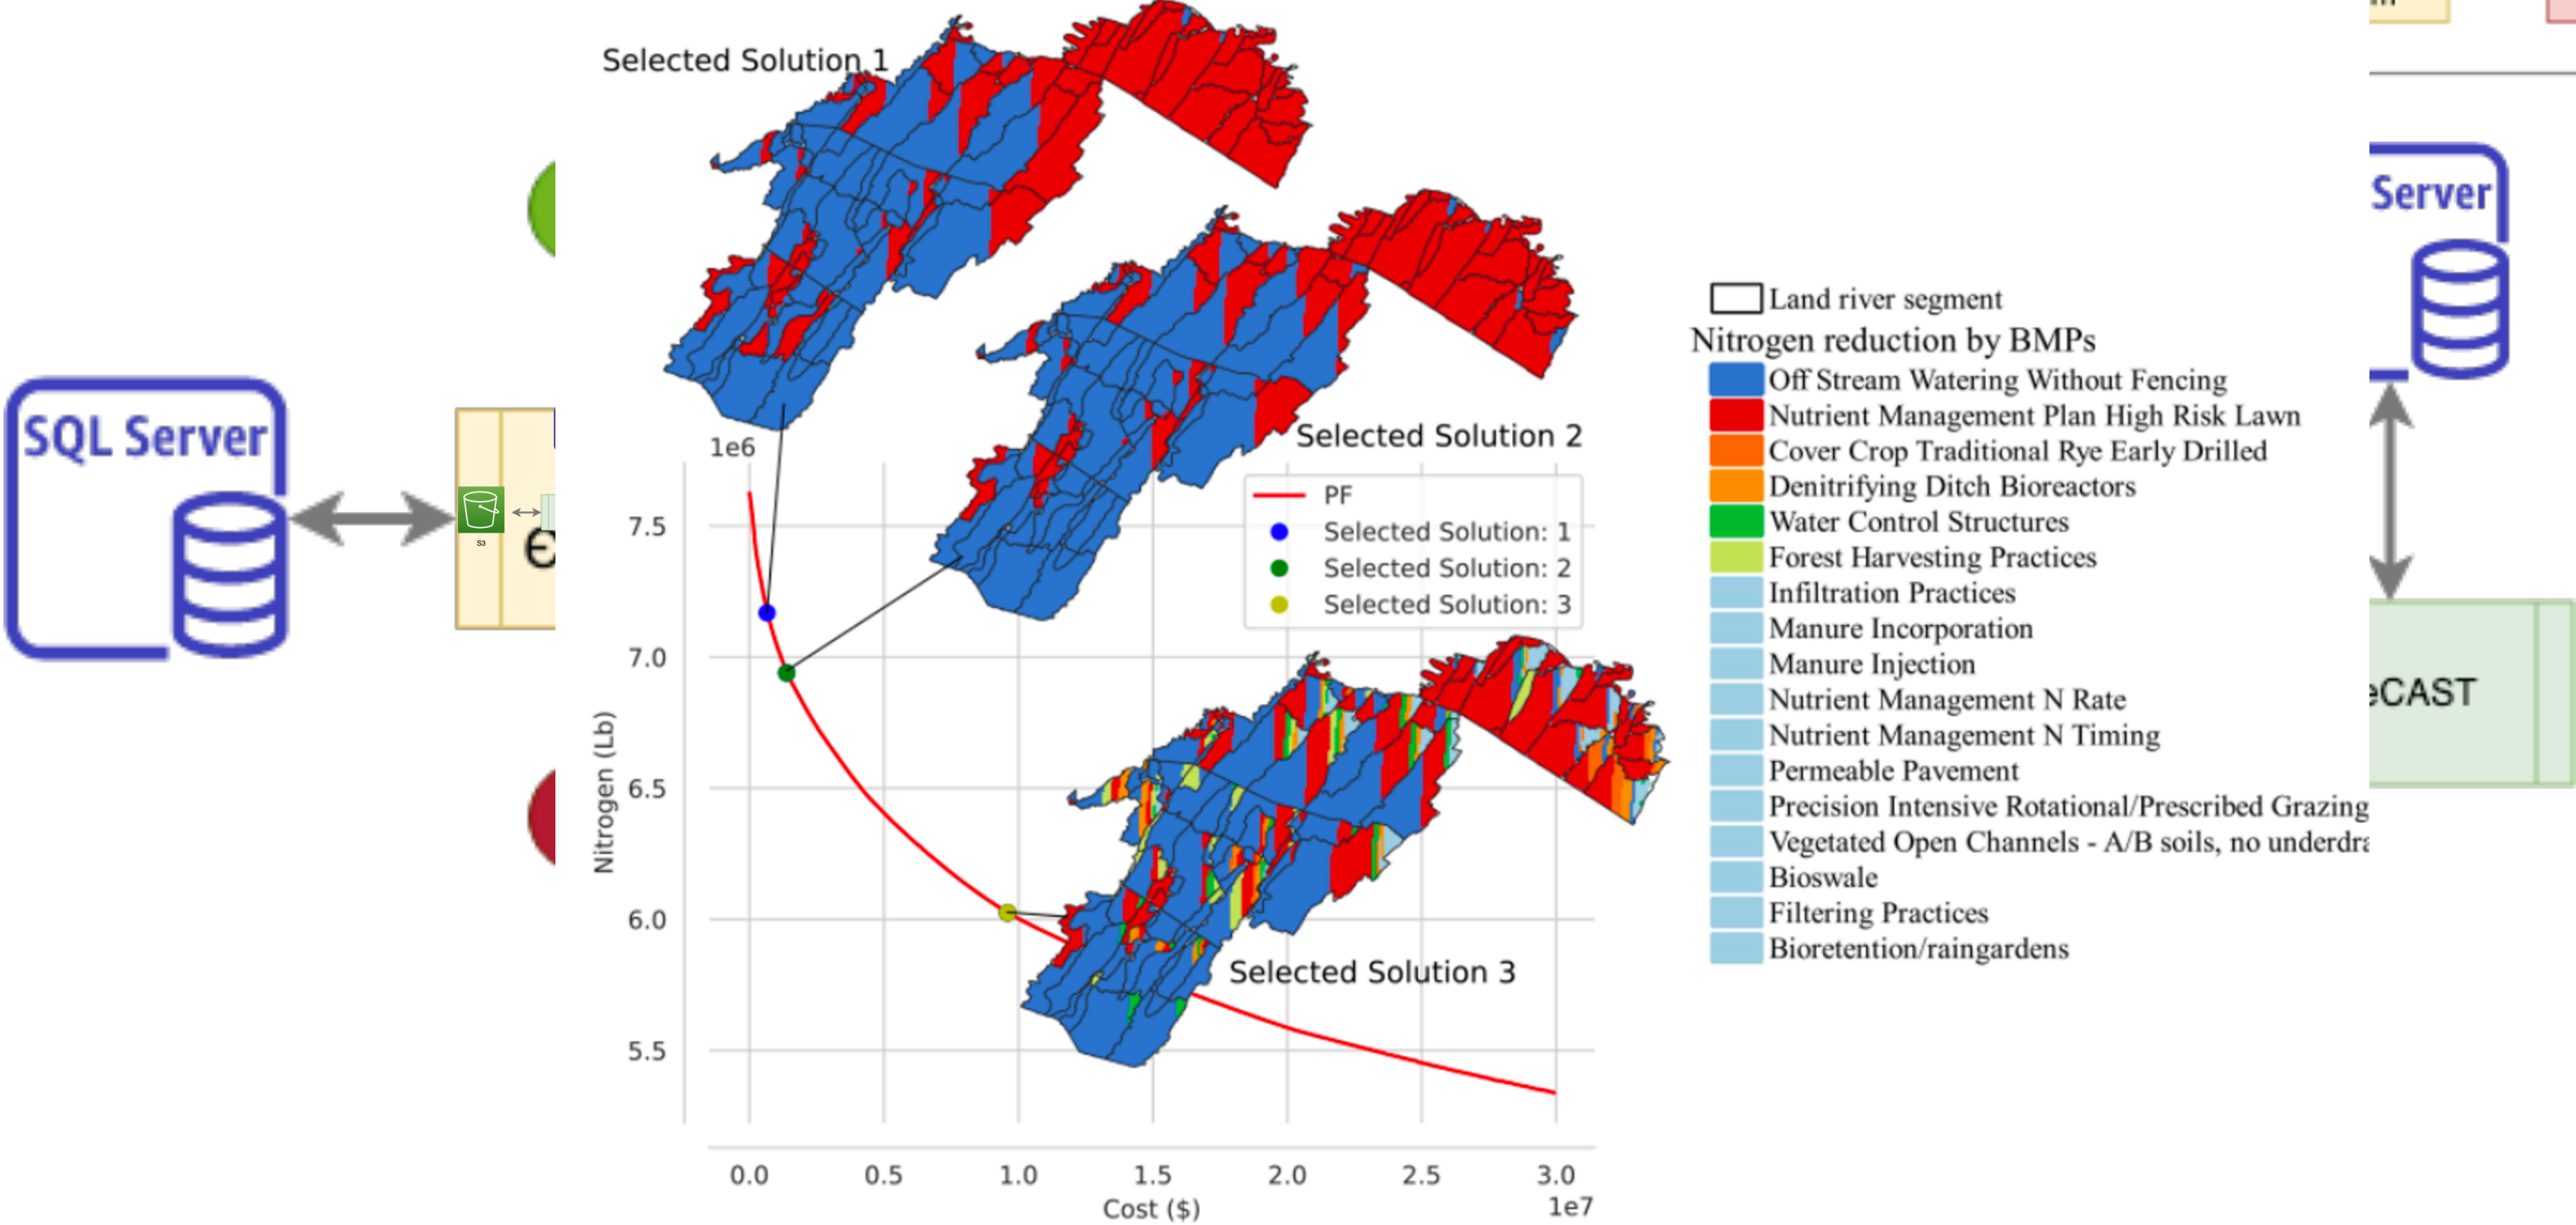 SQL Server
S3
Selected Solution 1
Selected Solution 2
Selected Solution 3
1e6
7.5
7.0
6.5
6.0
5.5
Nitrogen (Lb)
0.0 0.5 1.0 1.5 2.0 2.5 3.0
1e7
Cost ($)
PF
Selected Solution: 1
Selected Solution: 2
Selected Solution: 3
Land river segment
Nitrogen reduction by BMPs
Off Stream Watering Without Fencing
Nutrient Management Plan High Risk Lawn
Cover Crop Traditional Rye Early Drilled
Denitrifying Ditch Bioreactors
Water Control Structures
Forest Harvesting Practices
Infiltration Practices
Manure Incorporation
Manure Injection
Nutrient Management N Rate
Nutrient Management N Timing
Permeable Pavement
Precision Intensive Rotational/Prescribed Grazing
Vegetated Open Channels - A/B soils, no underdra
Bioswale
Filtering Practices
Bioretention/raingardens
Server
eCAST